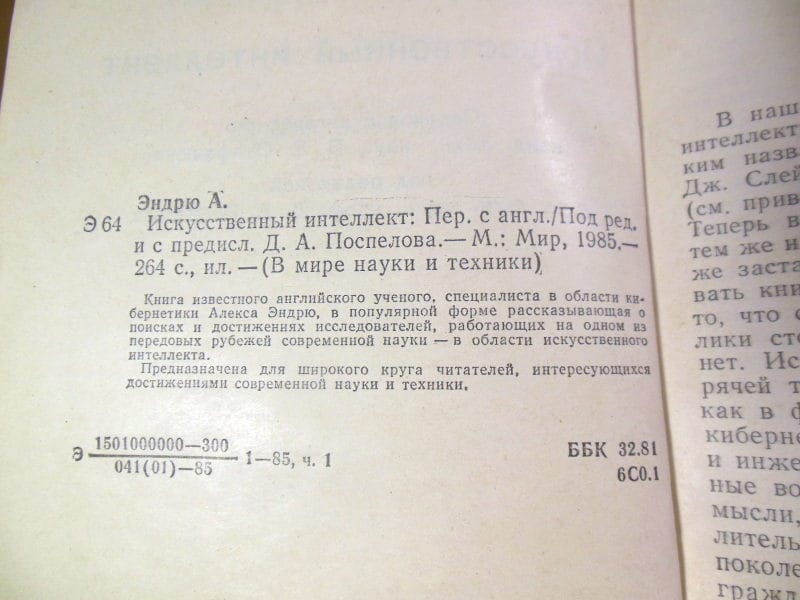 Эндрю А.
Э 64 Искусственный интеллект: Пер. с англ./Под ред.
и с предисл. Д. А. Поспелова.— М.: Мир, 1985.—
264 с., ил. — (В мире науки и техники)
Книга известного английского ученого, специалиста в области ки-
бернетики Алекса Эндрю, в популярной форме рассказывающая о
поисках и достижениях исследователей, работающих на одном из
передовых рубежей современной науки — в области искусственного
интеллекта.
Предназначена для широкого круга читателей, интересующихся
достижениями современной науки и техники.
Э 1501000000—300
041(01)—85
1—85, ч. 1
ББК 32.81
6С0.1
В наш
интеллект
ким назв
Дж. Слей
(см. прив
Теперь в
тем же н
же заста
вать кни
то, что с
лики сто
нет. Ис
рячей т
как в ф
киберне
и инже
ные во
мысли,
литель
поколе
гражд